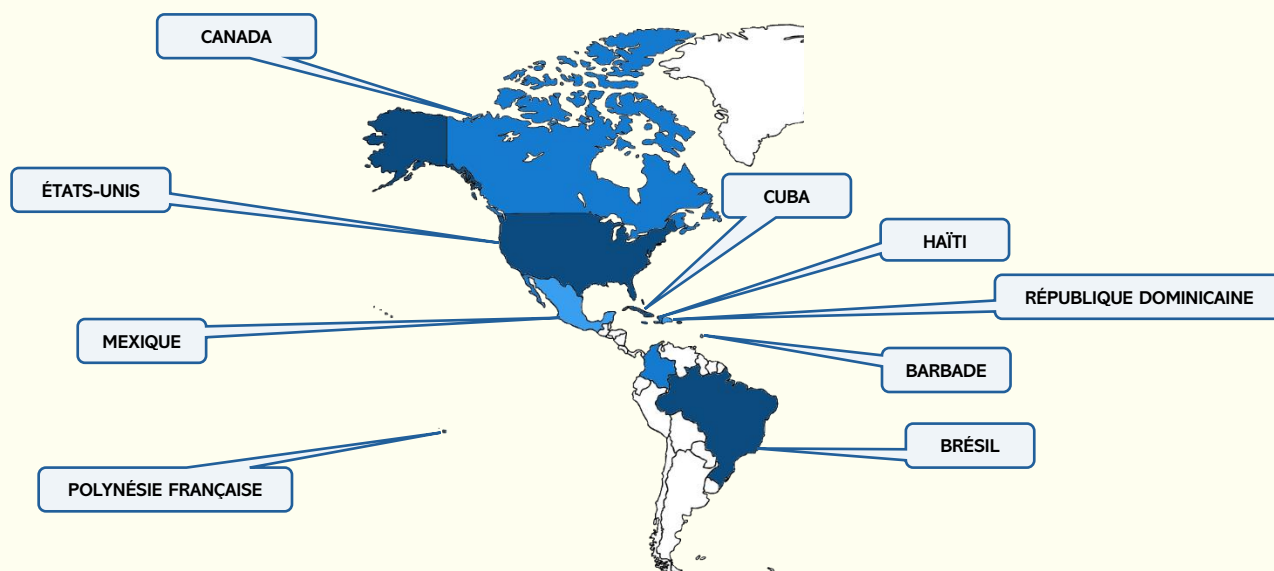 CANADA
ÉTATS-UNIS
CUBA
HAÏTI
RÉPUBLIQUE DOMINICAINE
MEXIQUE
BARBADE
BRÉSIL
POLYNÉSIE FRANÇAISE